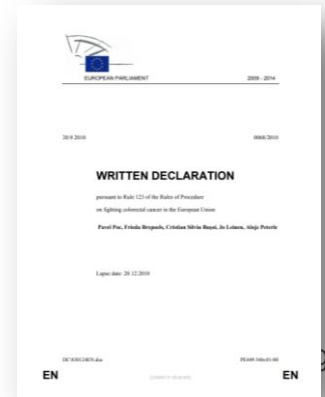 EUROPEAN PARLIAMENT 2009 - 2014
20.9.2010 0068/2010
WRITTEN DECLARATION
pursuant to Rule 123 of the Rules of Procedure
on fighting colorectal cancer in the European Union
Pavel Poc, Frieda Brepoels, Cristian Silviu Buşoi, Jo Leinen, Alojz Peterle
Lapse date: 20.12.2010
EN EN